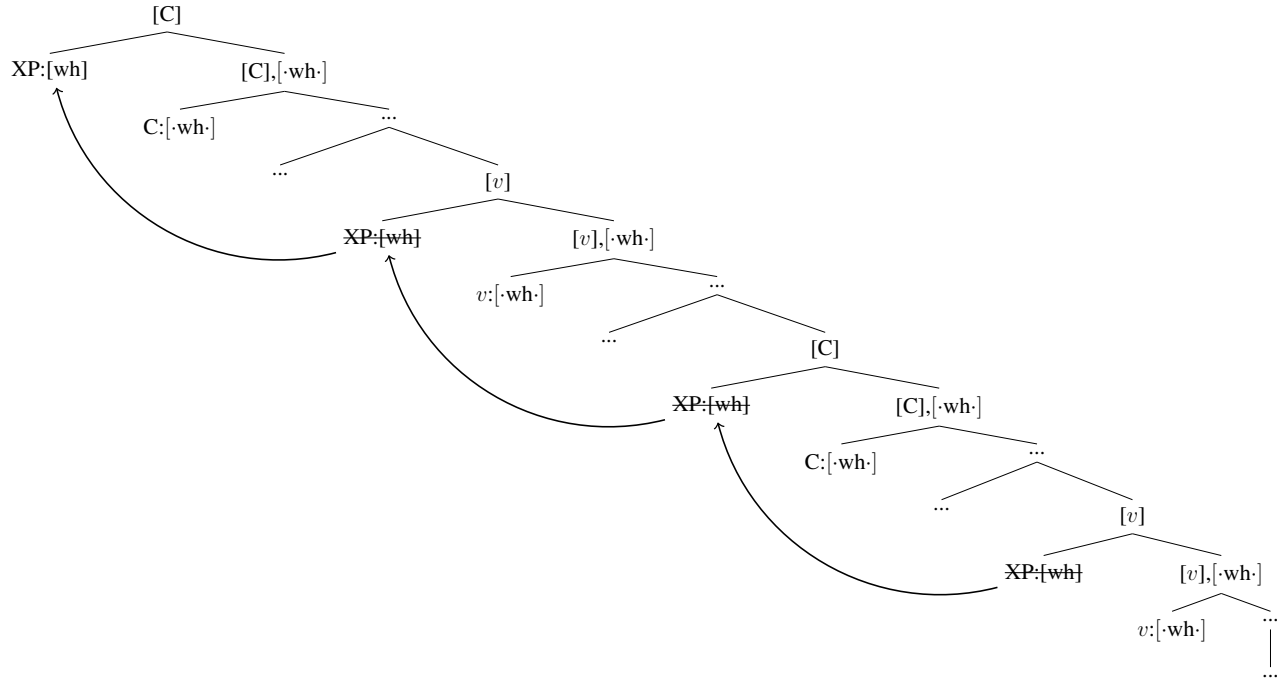 [C]
XP:[wh] [C],[·wh·]
C:[·wh·] ...
... [v]
XP:[wh] [v],[·wh·]
v:[·wh·] ...
... [C]
XP:[wh] [C],[·wh·]
C:[·wh·] ...
... [v]
XP:[wh] [v],[·wh·]
v:[·wh·] ...
...